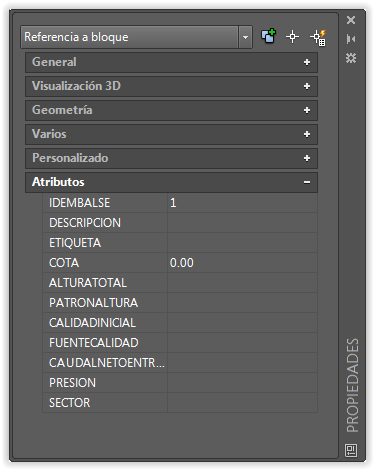 Referencia a bloque
General
Visualización 3D
Geometría
Varios
Personalizado
Atributos
IDEMBALSE 1
DESCRIPCION
ETIQUETA
COTA 0.00
ALTURATOTAL
PATRONALTURA
CALIDADINICIAL
FUENTECALIDAD
CAUDALNETOENTR...
PRESION
SECTOR
PROPIEDADES